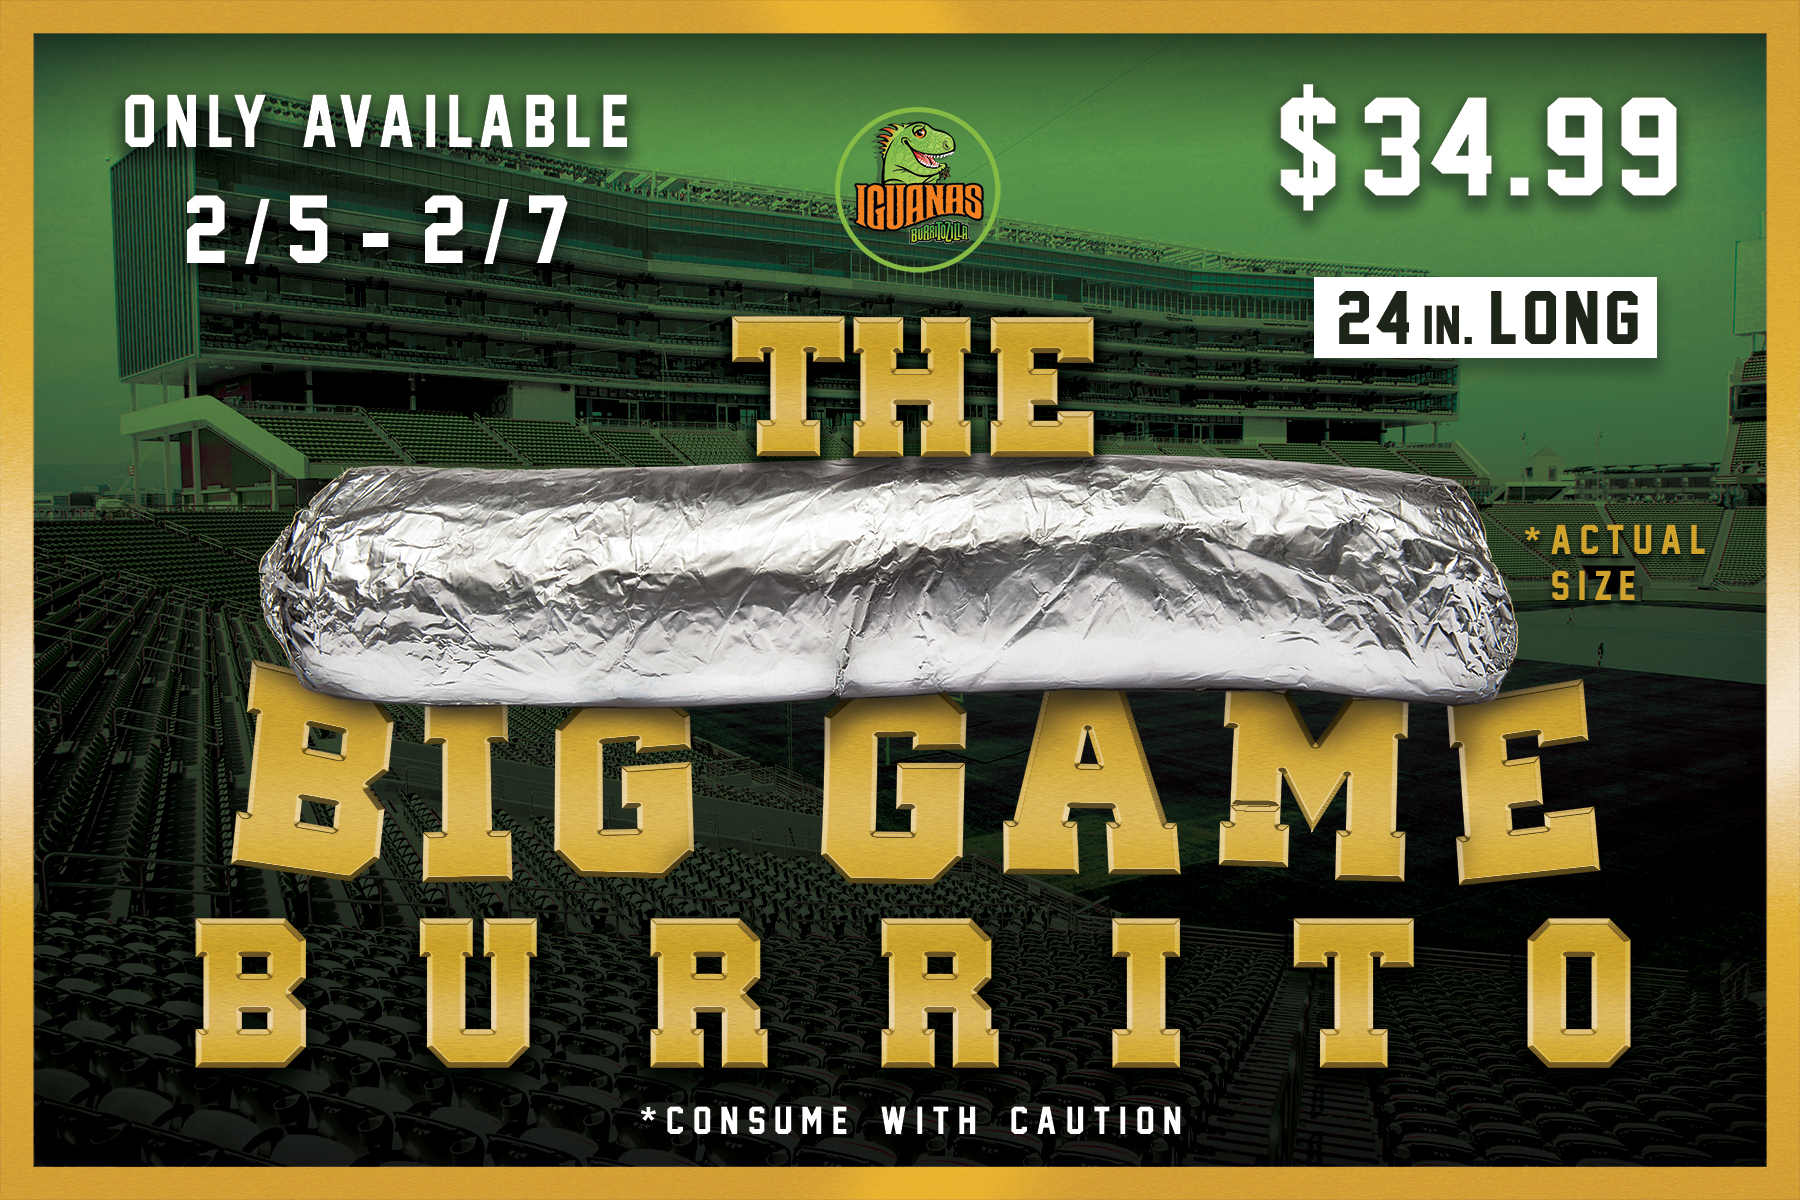 ONLY AVAILABLE
2/5 - 2/7
IGUANAS
BURRITOZILLA
$34.99
24 IN. LONG
THE
*ACTUAL
SIZE
BIG GAME
BURRITO
*CONSUME WITH CAUTION